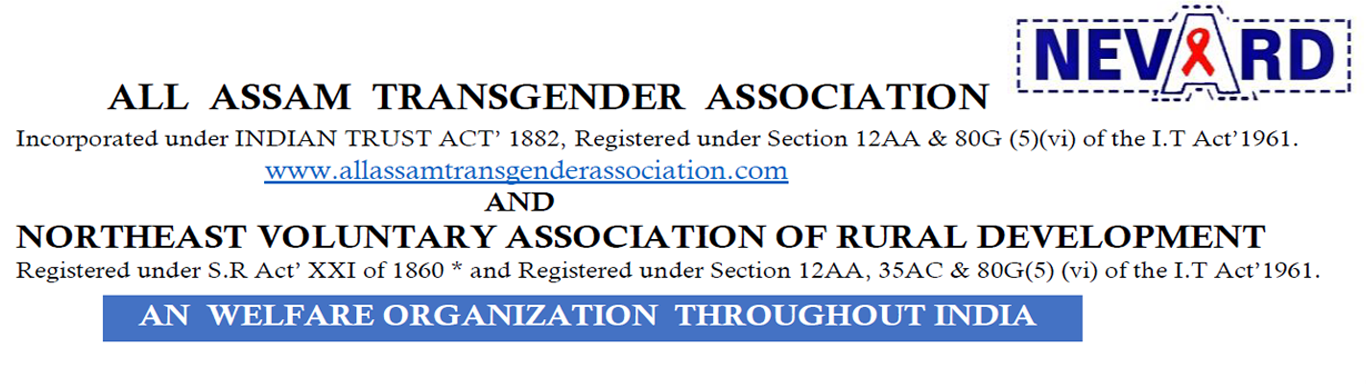 NEVARD
ALL ASSAM TRANSGENDER ASSOCIATION
Incorporated under INDIAN TRUST ACT' 1882, Registered under Section 12AA & 80G (5)(vi) of the I.T Act'1961.
www.allassamtransgenderassociation.com
AND
NORTHEAST VOLUNTARY ASSOCIATION OF RURAL DEVELOPMENT
Registered under S.R Act' XXI of 1860 * and Registered under Section 12AA, 35AC & 80G(5) (vi) of the I.T Act'1961.
AN WELFARE ORGANIZATION THROUGHOUT INDIA